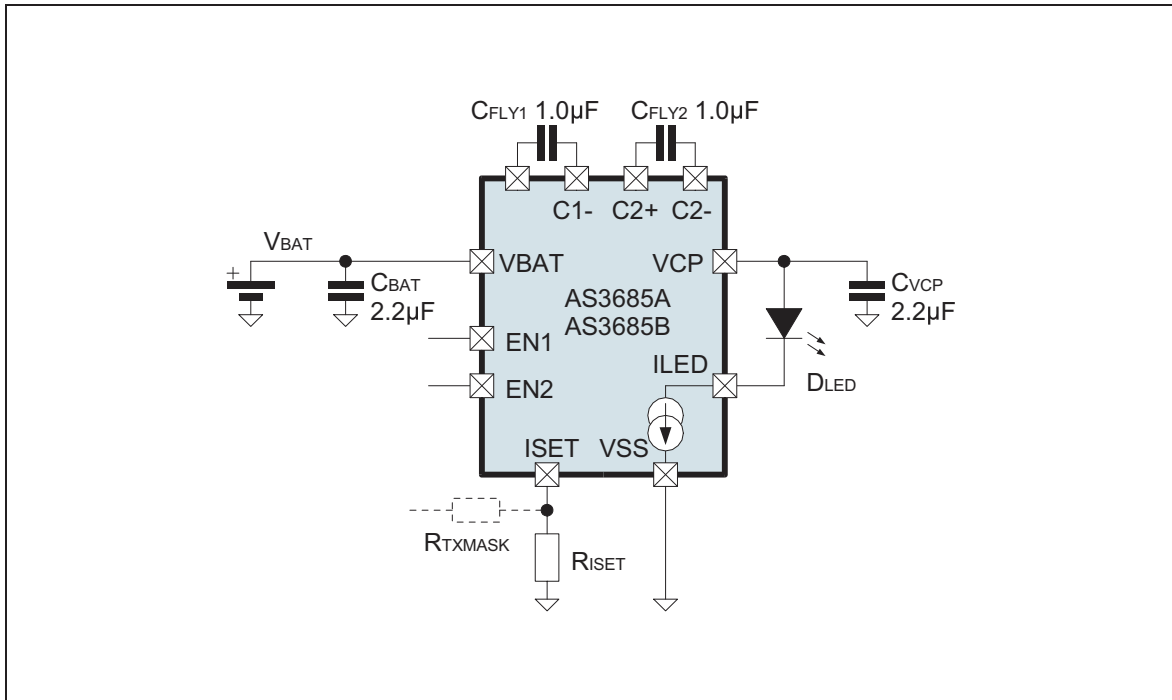 CFLY1 1.0µF CFLY2 1.0µF
C1- C2+ C2-
VBAT
+
VBAT VCP
CBAT
2.2µF
CVCP
2.2µF
AS3685A
AS3685B
EN1
ILED
EN2
DLED
ISET VSS
RTXMASK
RISET